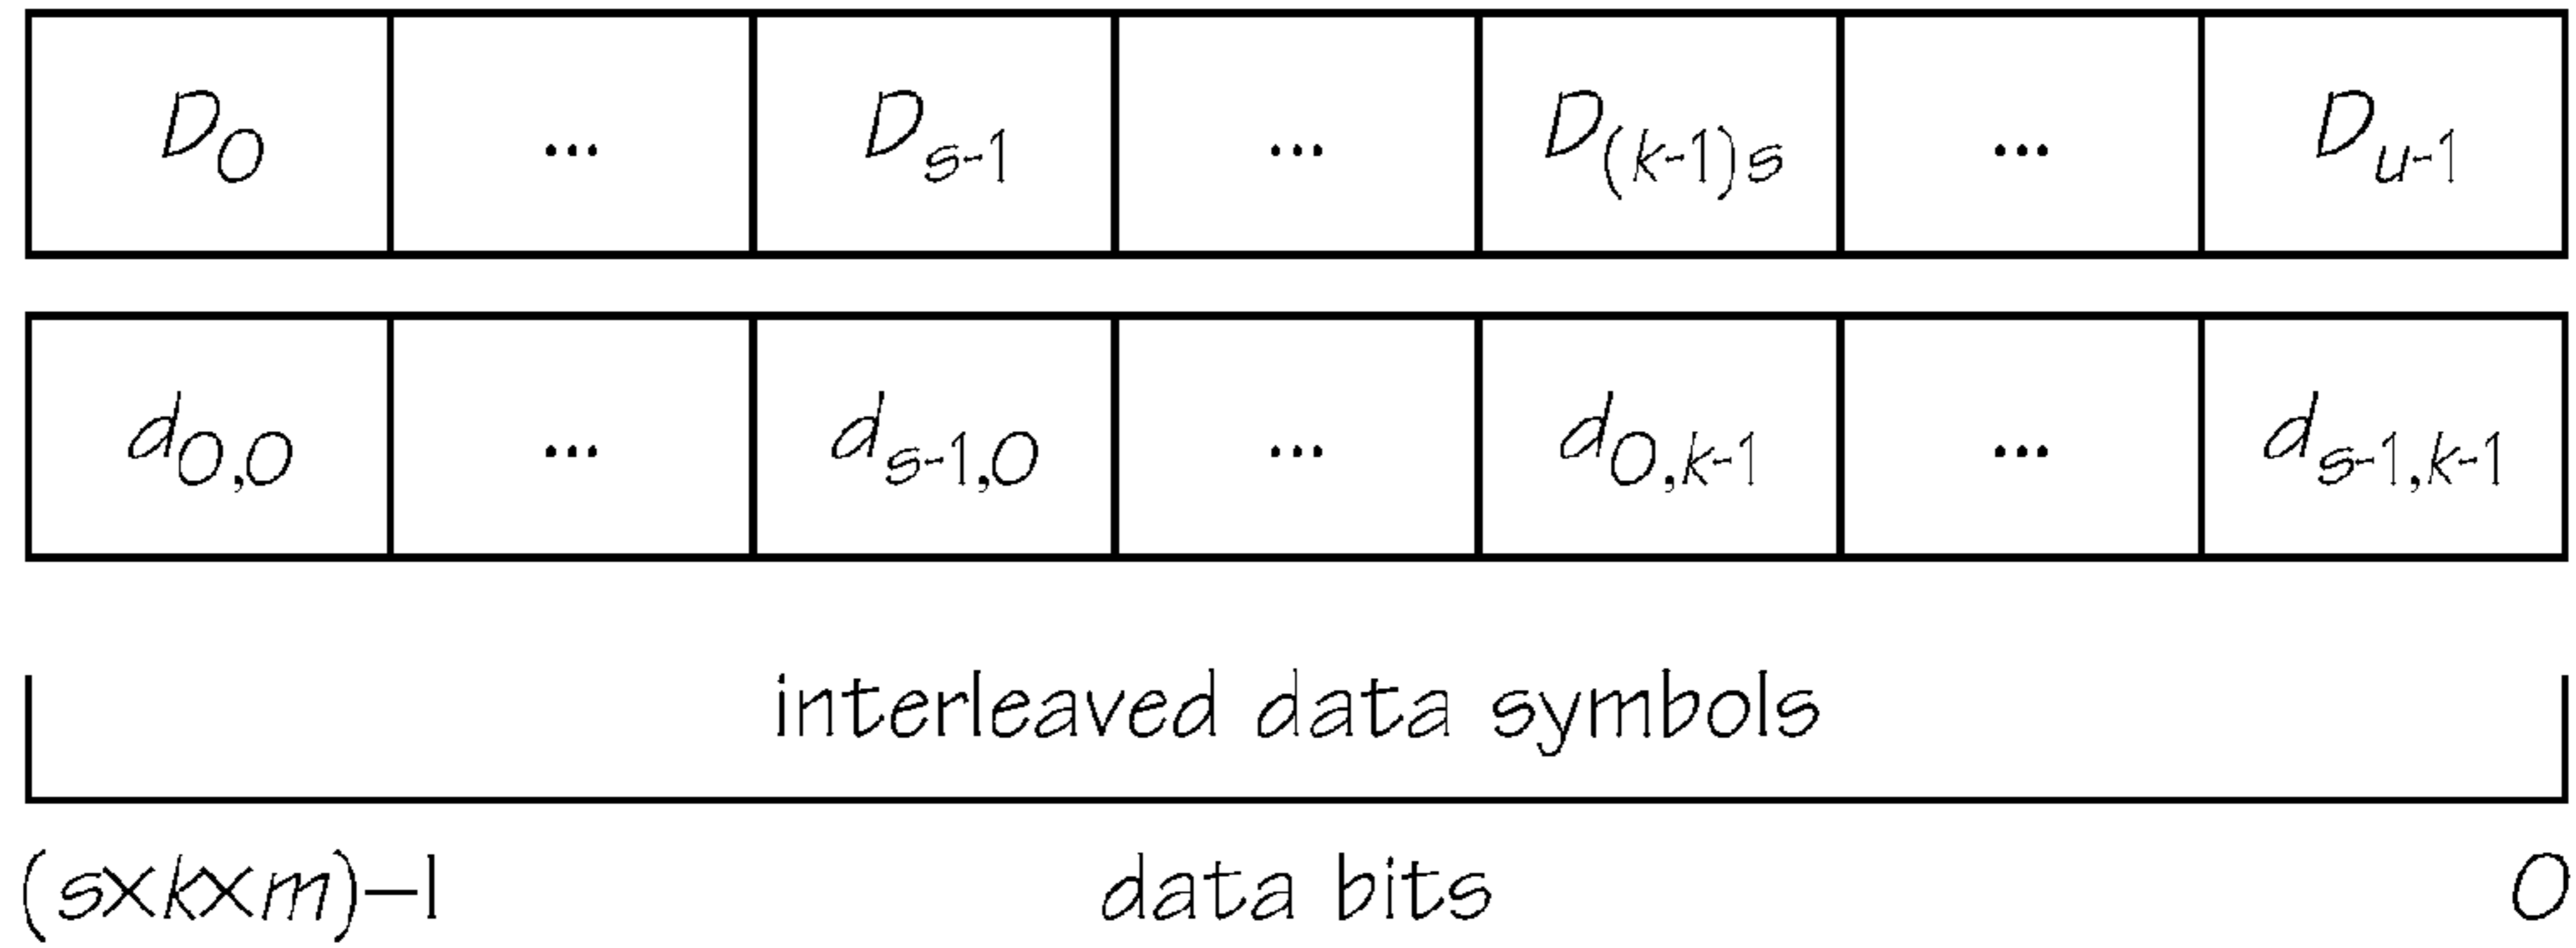 D0 ... Ds-1 ... D(k-1)s ... Du-1
d0,0 ... ds-1,0 ... d0,k-1 ... ds-1,k-1
interleaved data symbols
(s×k×m)–1 data bits 0